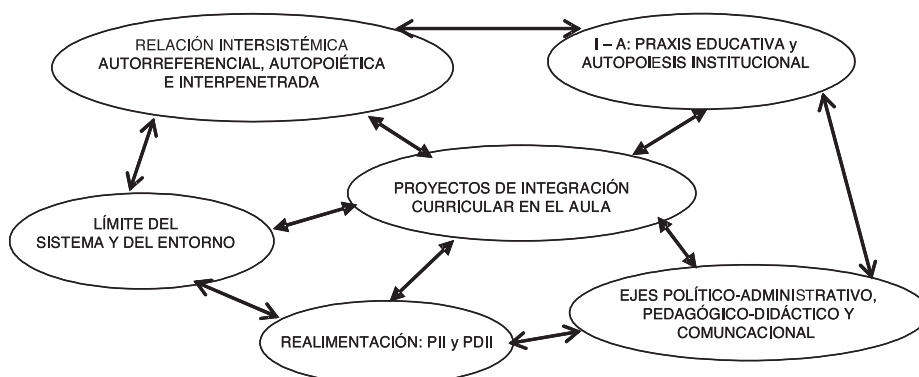 RELACIÓN INTERSISTÉMICA
AUTORREFERENCIAL, AUTOPOIÉTICA
E INTERPENETRADA
I – A: PRAXIS EDUCATIVA y
AUTOPOIESIS INSTITUCIONAL
PROYECTOS DE INTEGRACIÓN
CURRICULAR EN EL AULA
LÍMITE DEL
SISTEMA Y DEL ENTORNO
EJES POLÍTICO-ADMINISTRATIVO,
PEDAGÓGICO-DIDÁCTICO Y
COMUNCACIONAL
REALIMENTACIÓN: PII y PDII